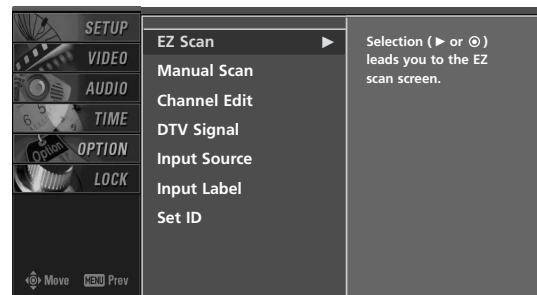 SETUP
VIDEO
AUDIO
TIME
OPTION
LOCK
Move MENU Prev
EZ Scan ►
Manual Scan
Channel Edit
DTV Signal
Input Source
Input Label
Set ID
Selection ( ► or ◉ )
leads you to the EZ
scan screen.